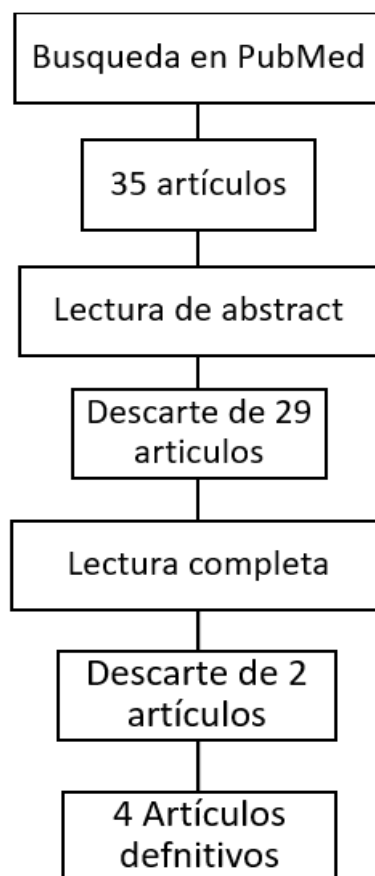 Busqueda en PubMed
35 artículos
Lectura de abstract
Descarte de 29
articulos
Lectura completa
Descarte de 2
artículos
4 Artículos
defnitivos